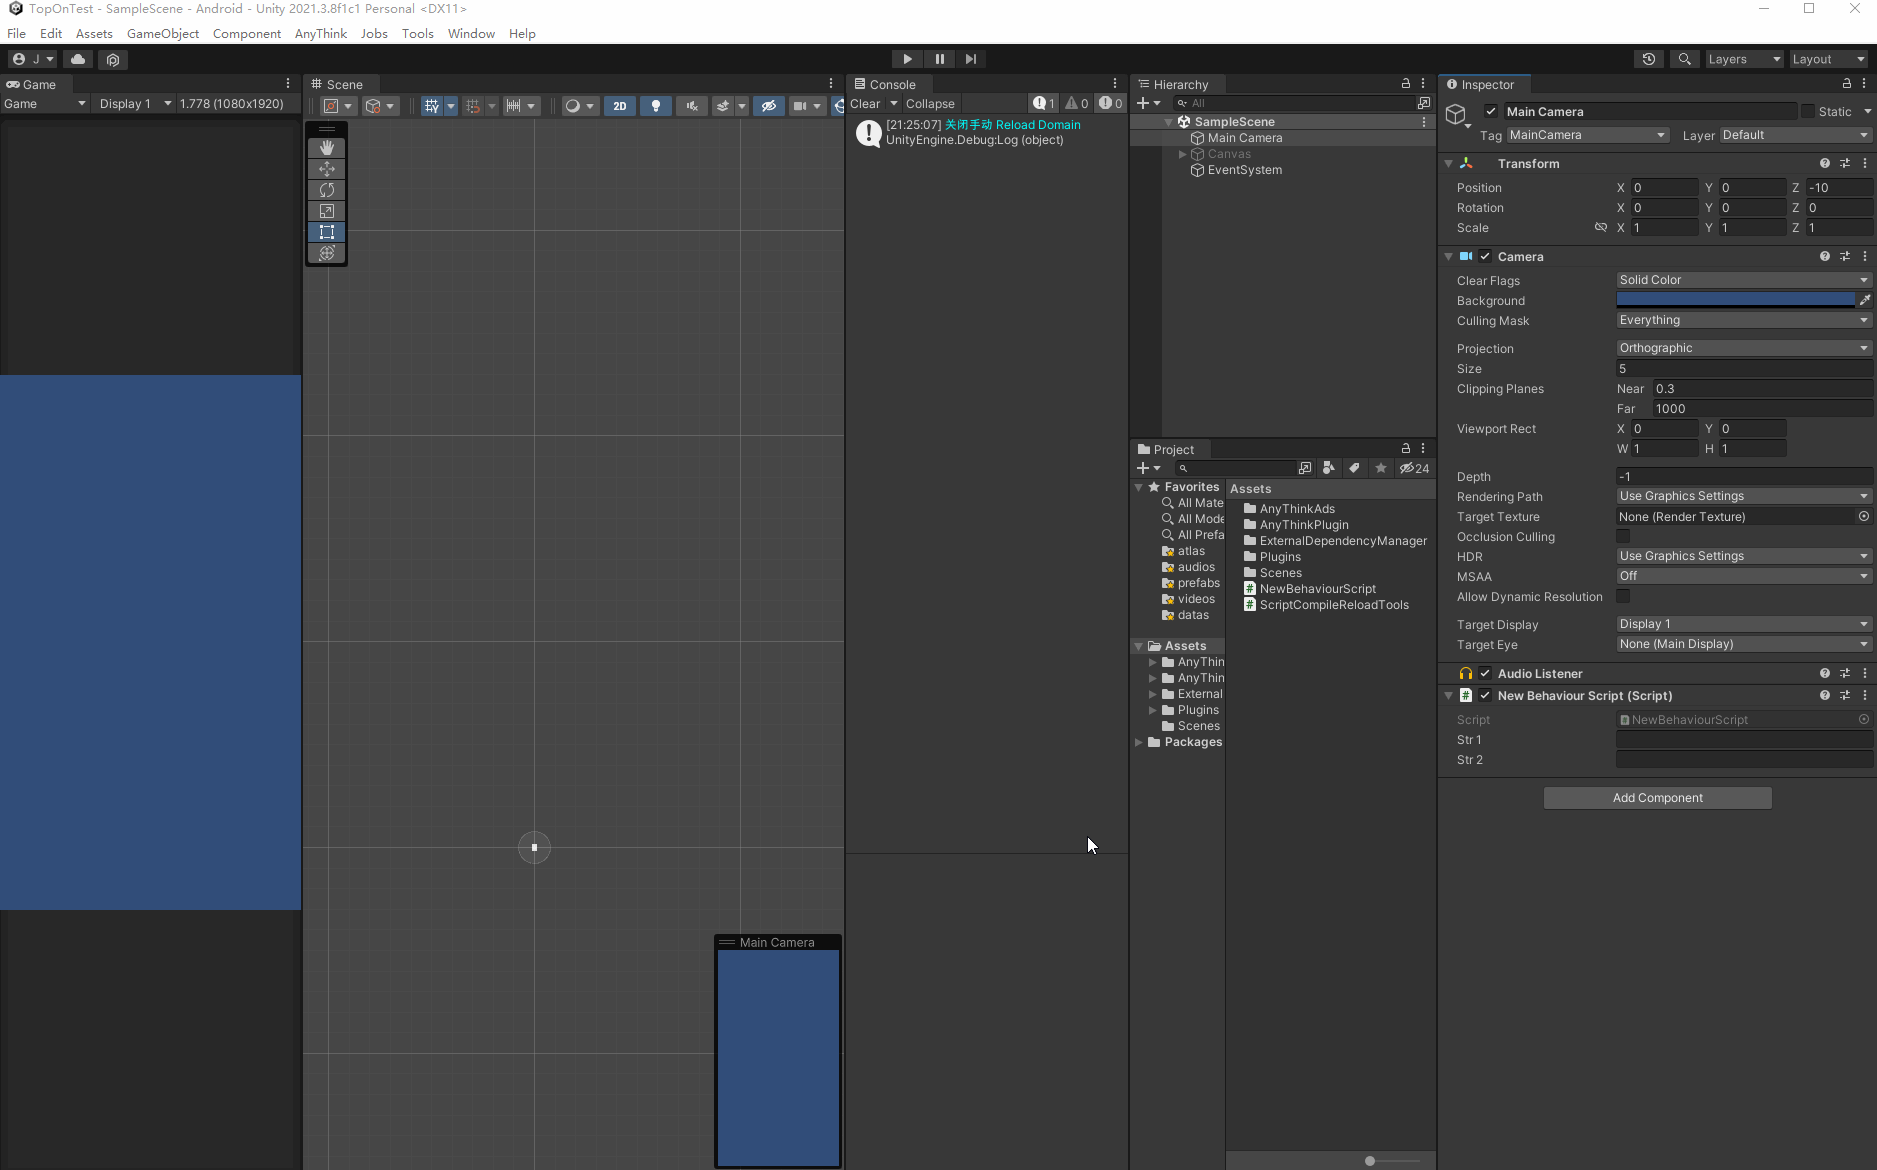 TopOnTest - SampleScene - Android - Unity 2021.3.8f1c1 Personal <DX11>
File Edit Assets GameObject Component AnyThink Jobs Tools Window Help
J
Layers
Layout
Game
Game
Display 1
1.778 (1080x1920)
Scene
2D
Main Camera
Console
Clear
Collapse
1
0
0
[21:25:07] 关闭手动 Reload Domain
UnityEngine.Debug:Log (object)
Hierarchy
All
SampleScene
Main Camera
Canvas
EventSystem
Project
24
Favorites
All Mate
All Mode
All Prefa
atlas
audios
prefabs
videos
datas
Assets
AnyThin
AnyThin
External
Plugins
Scenes
Packages
Assets
AnyThinkAds
AnyThinkPlugin
ExternalDependencyManager
Plugins
Scenes
NewBehaviourScript
ScriptCompileReloadTools
Inspector
Main Camera
Static
Tag MainCamera
Layer Default
Transform
Position X 0 Y 0 Z -10
Rotation X 0 Y 0 Z 0
Scale X 1 Y 1 Z 1
Camera
Clear Flags Solid Color
Background
Culling Mask Everything
Projection Orthographic
Size 5
Clipping Planes Near 0.3
Far 1000
Viewport Rect X 0 Y 0
W 1 H 1
Depth -1
Rendering Path Use Graphics Settings
Target Texture None (Render Texture)
Occlusion Culling
HDR Use Graphics Settings
MSAA Off
Allow Dynamic Resolution
Target Display Display 1
Target Eye None (Main Display)
Audio Listener
# New Behaviour Script (Script)
Script NewBehaviourScript
Str 1
Str 2
Add Component